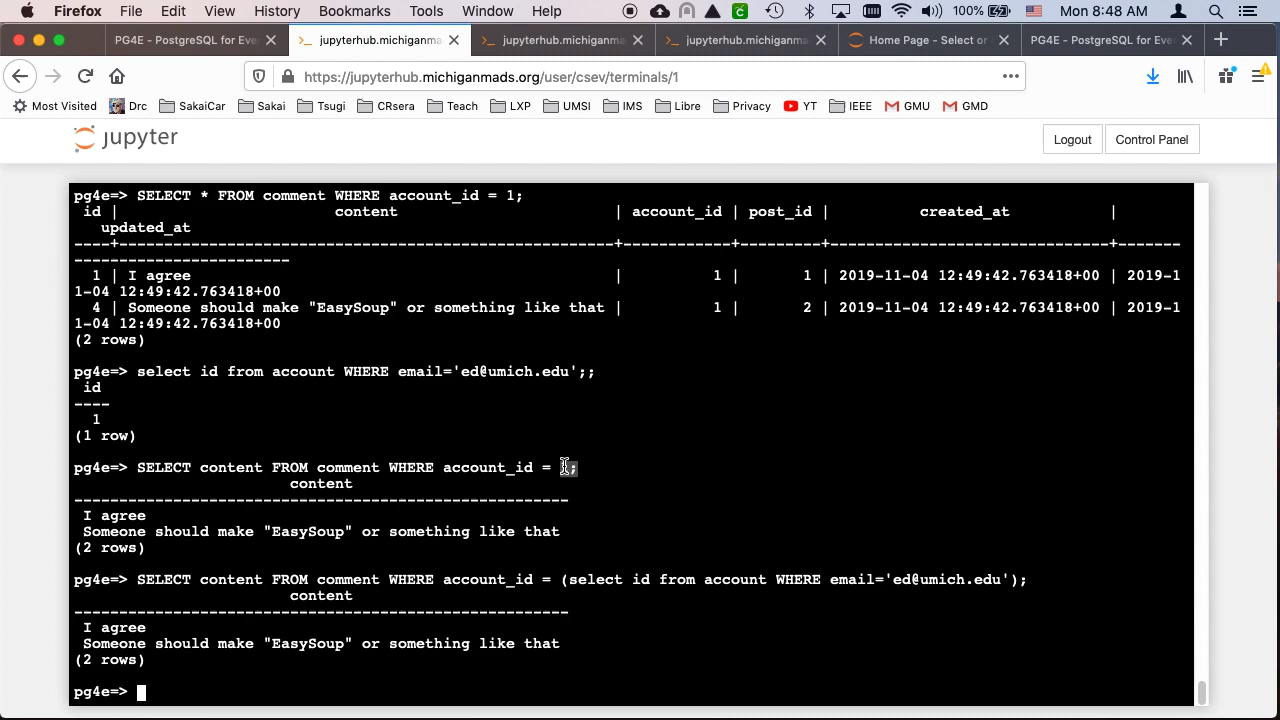 Firefox File Edit View History Bookmarks Tools Window Help 100% Mon 8:48 AM
PG4E - PostgreSQL for Eve jupyterhub.michiganma jupyterhub.michiganma jupyterhub.michiganma Home Page - Select or PG4E - PostgreSQL for Eve
https://jupyterhub.michiganmads.org/user/csev/terminals/1
Most Visited Drc SakaiCar Sakai Tsugi CRsera Teach LXP UMSI IMS Libre Privacy YT IEEE GMU GMD
jupyter Logout Control Panel
pg4e=> SELECT * FROM comment WHERE account_id = 1;
id | content | account_id | post_id | created_at |
updated_at
----+-------------------------------------------------------+------------+---------+-------------------------------+-------
------------------------
1 | I agree | 1 | 1 | 2019-11-04 12:49:42.763418+00 | 2019-1
1-04 12:49:42.763418+00
4 | Someone should make "EasySoup" or something like that | 1 | 2 | 2019-11-04 12:49:42.763418+00 | 2019-1
1-04 12:49:42.763418+00
(2 rows)
pg4e=> select id from account WHERE email='ed@umich.edu';;
id
----
1
(1 row)
pg4e=> SELECT content FROM comment WHERE account_id = 1;
content
-------------------------------------------------------
I agree
Someone should make "EasySoup" or something like that
(2 rows)
pg4e=> SELECT content FROM comment WHERE account_id = (select id from account WHERE email='ed@umich.edu');
content
-------------------------------------------------------
I agree
Someone should make "EasySoup" or something like that
(2 rows)
pg4e=>